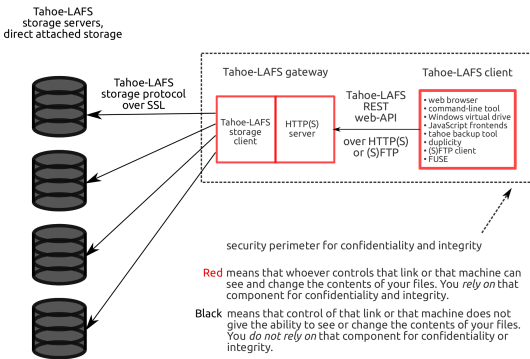 Tahoe-LAFS
storage servers,
direct attached storage
Tahoe-LAFS
storage protocol
over SSL
Tahoe-LAFS gateway
Tahoe-LAFS
storage
client
HTTP(S)
server
Tahoe-LAFS
REST
web-API
over HTTP(S)
or (S)FTP
Tahoe-LAFS client
• web browser
• command-line tool
• Windows virtual drive
• JavaScript frontends
• tahoe backup tool
• duplicity
• (S)FTP client
• FUSE
security perimeter for confidentiality and integrity
Red means that whoever controls that link or that machine can
see and change the contents of your files. You rely on that
component for confidentiality and integrity.
Black means that control of that link or that machine does not
give the ability to see or change the contents of your files.
You do not rely on that component for confidentiality or
integrity.